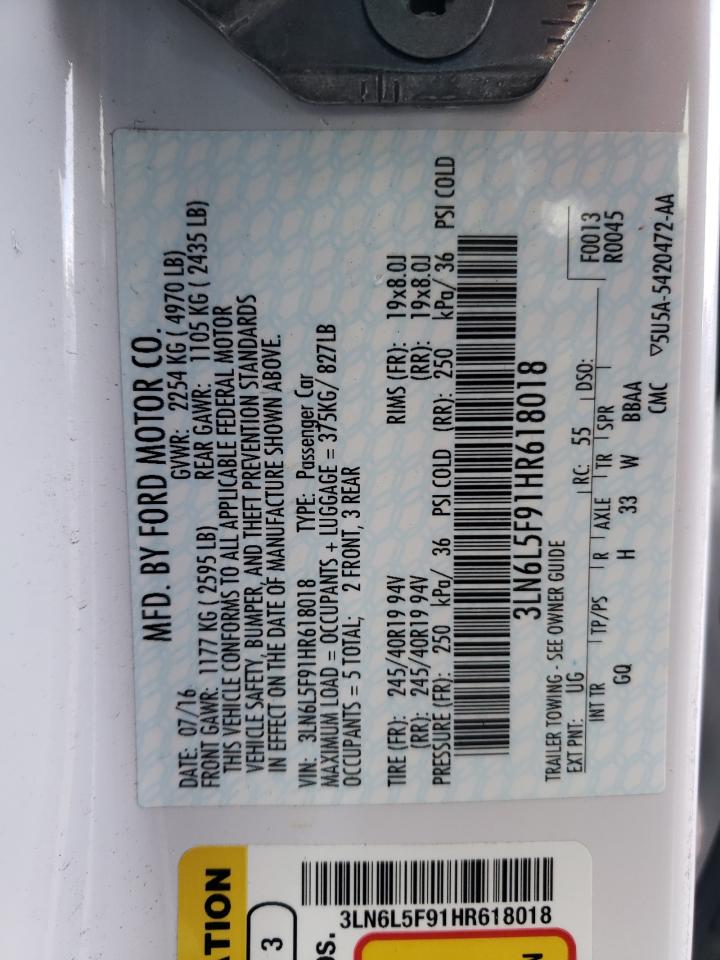 MFD. BY FORD MOTOR CO.
DATE: 07/16 GVWR: 2254 KG ( 4970 LB)
FRONT GAWR: 1177 KG ( 2595 LB) REAR GAWR: 1105 KG ( 2435 LB)
THIS VEHICLE CONFORMS TO ALL APPLICABLE FEDERAL MOTOR
VEHICLE SAFETY, BUMPER, AND THEFT PREVENTION STANDARDS
IN EFFECT ON THE DATE OF MANUFACTURE SHOWN ABOVE.
VIN: 3LN6L5F91HR618018 TYPE: Passenger Car
MAXIMUM LOAD = OCCUPANTS + LUGGAGE = 375KG/ 827LB
OCCUPANTS = 5 TOTAL; 2 FRONT, 3 REAR
TIRE (FR): 245/40R19 94V RIMS (FR): 19x8.0J
(RR): 245/40R19 94V (RR): 19x8.0J
PRESSURE (FR): 250 kPa/ 36 PSI COLD (RR): 250 kPa/ 36 PSI COLD
3LN6L5F91HR618018
TRAILER TOWING - SEE OWNER GUIDE F0013
EXT PNT: UG RC: 55 DSO: R0045
INT TR TP/PS R AXLE TR SPR
GQ H 33 W BBAA
CMC ▽5U5A-5420472-AA
TION
3
OS.
3LN6L5F91HR618018
N